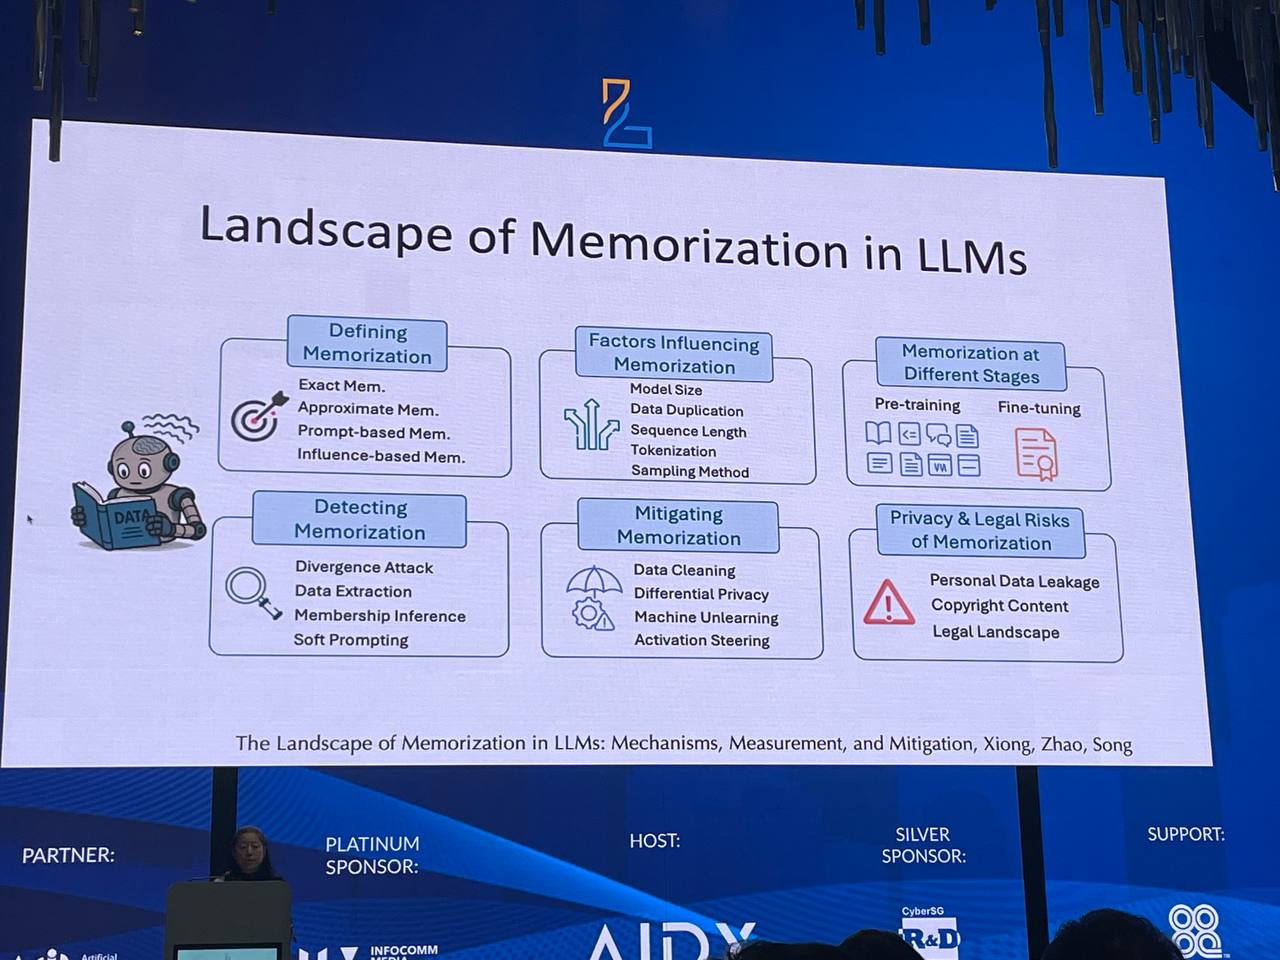 Landscape of Memorization in LLMs
Defining
Memorization
Exact Mem.
Approximate Mem.
Prompt-based Mem.
Influence-based Mem.
Factors Influencing
Memorization
Model Size
Data Duplication
Sequence Length
Tokenization
Sampling Method
Memorization at
Different Stages
Pre-training
Fine-tuning
DATA
Detecting
Memorization
Divergence Attack
Data Extraction
Membership Inference
Soft Prompting
Mitigating
Memorization
Data Cleaning
Differential Privacy
Machine Unlearning
Activation Steering
Privacy & Legal Risks
of Memorization
Personal Data Leakage
Copyright Content
Legal Landscape
The Landscape of Memorization in LLMs: Mechanisms, Measurement, and Mitigation, Xiong, Zhao, Song
PARTNER:
PLATINUM
SPONSOR:
HOST:
SILVER
SPONSOR:
SUPPORT:
Artificial
INFOCOMM
MEDIA
AIDX
CyberSG
R&D